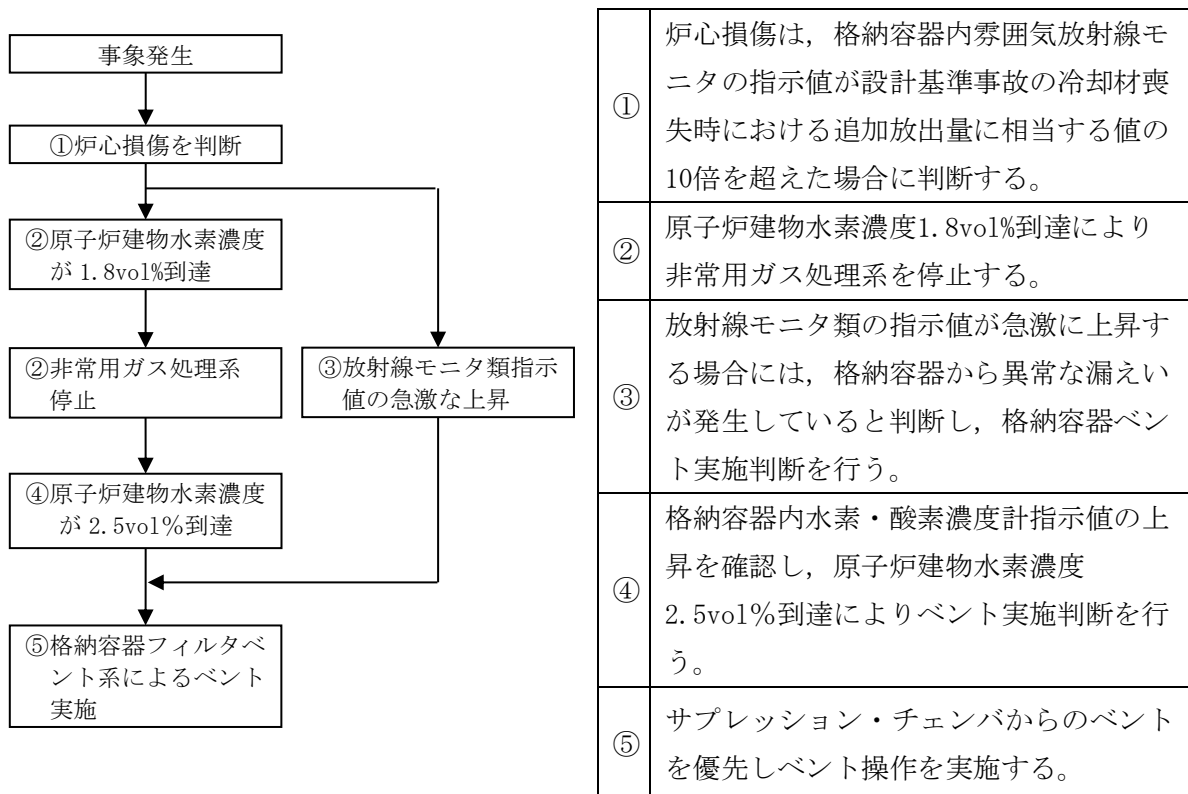 事象発生
①炉心損傷を判断
②原子炉建物水素濃度
が 1.8vol%到達
②非常用ガス処理系
停止
③放射線モニタ類指示
値の急激な上昇
④原子炉建物水素濃度
が 2.5vol％到達
⑤格納容器フィルタベ
ント系によるベント
実施
①
炉心損傷は，格納容器内雰囲気放射線モ
ニタの指示値が設計基準事故の冷却材喪
失時における追加放出量に相当する値の
10倍を超えた場合に判断する。
②
原子炉建物水素濃度1.8vol%到達により
非常用ガス処理系を停止する。
③
放射線モニタ類の指示値が急激に上昇す
る場合には，格納容器から異常な漏えい
が発生していると判断し，格納容器ベン
ト実施判断を行う。
④
格納容器内水素・酸素濃度計指示値の上
昇を確認し，原子炉建物水素濃度
2.5vol％到達によりベント実施判断を行
う。
⑤
サプレッション・チェンバからのベント
を優先しベント操作を実施する。